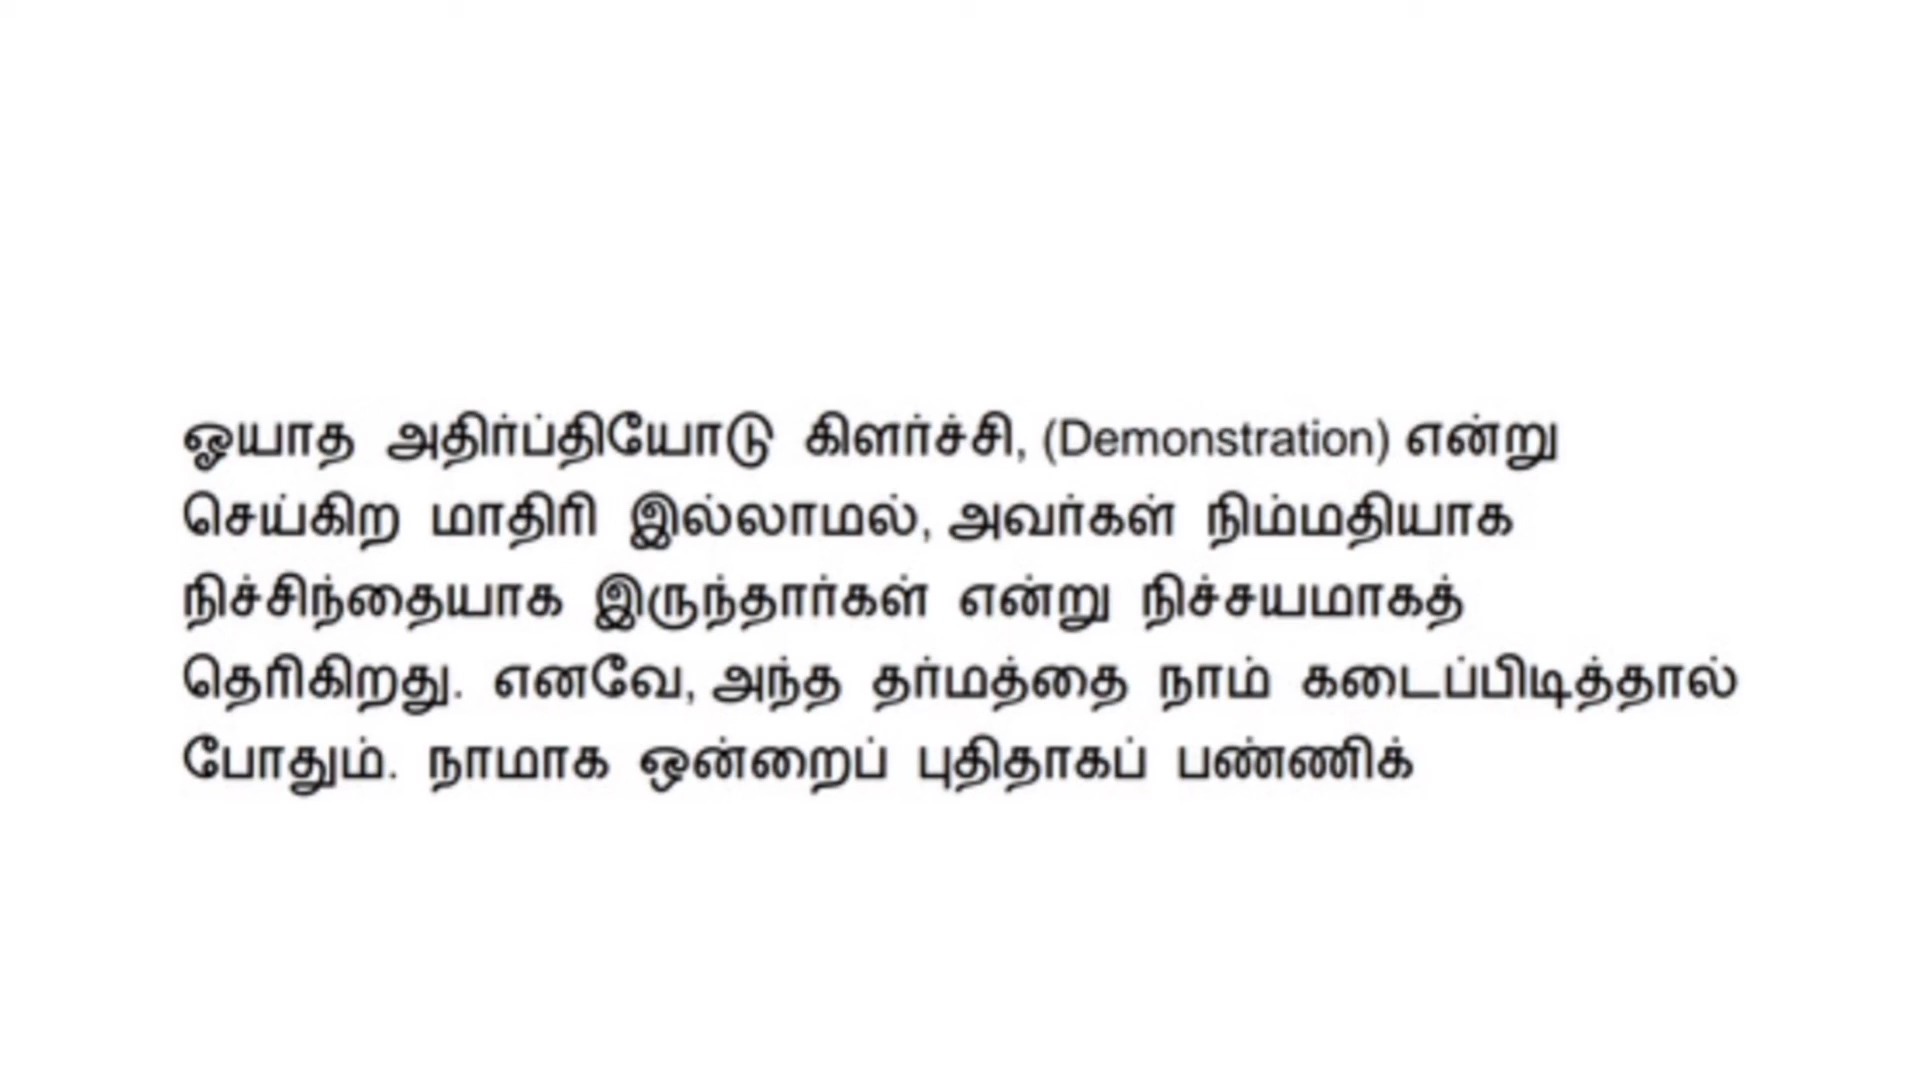 ஓயாத அதிர்ப்தியோடு கிளர்ச்சி, (Demonstration) என்று
செய்கிற மாதிரி இல்லாமல், அவர்கள் நிம்மதியாக
நிச்சிந்தையாக இருந்தார்கள் என்று நிச்சயமாகத்
தெரிகிறது. எனவே, அந்த தர்மத்தை நாம் கடைப்பிடித்தால்
போதும். நாமாக ஒன்றைப் புதிதாகப் பண்ணிக்